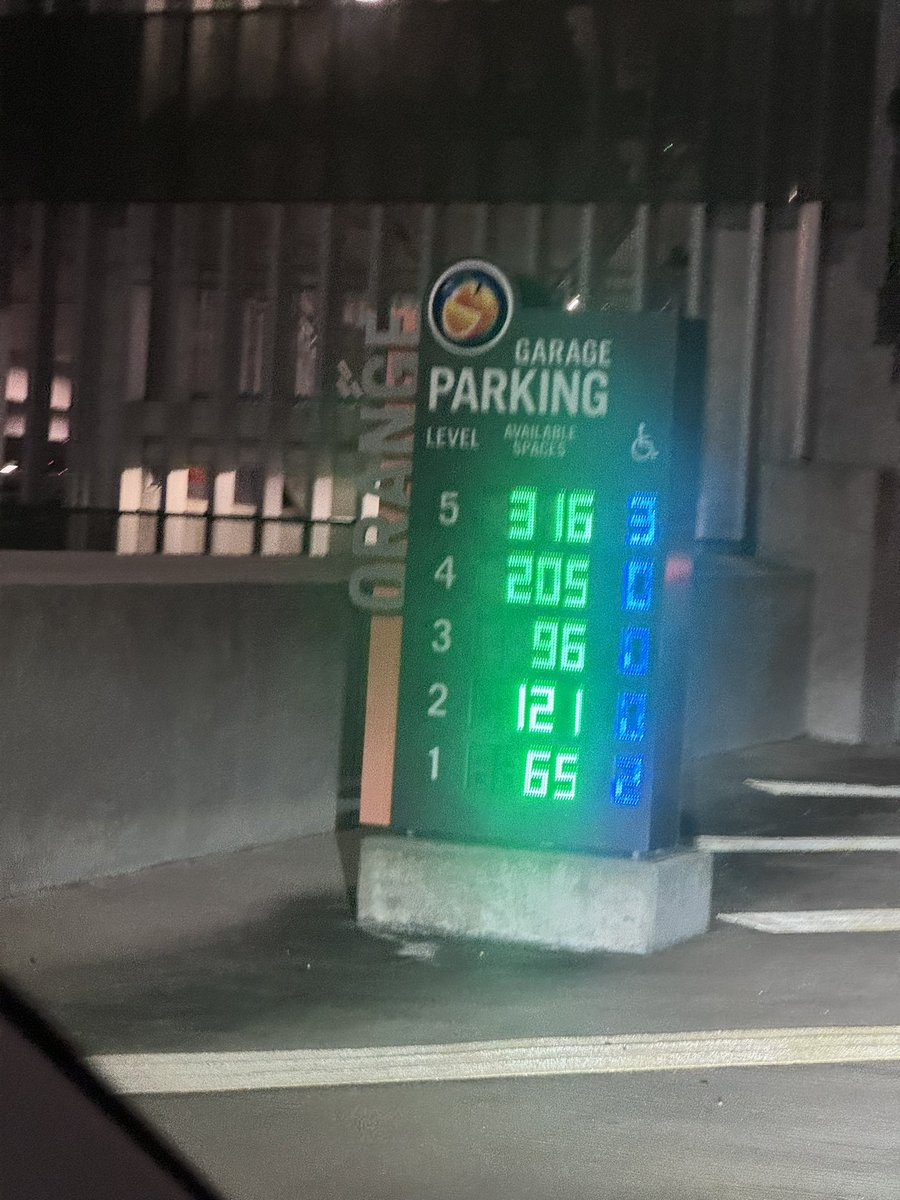 ORANGE
GARAGE
PARKING
LEVEL AVAILABLE SPACES
5 316 3
4 205 0
3 96 0
2 121 0
1 65 2